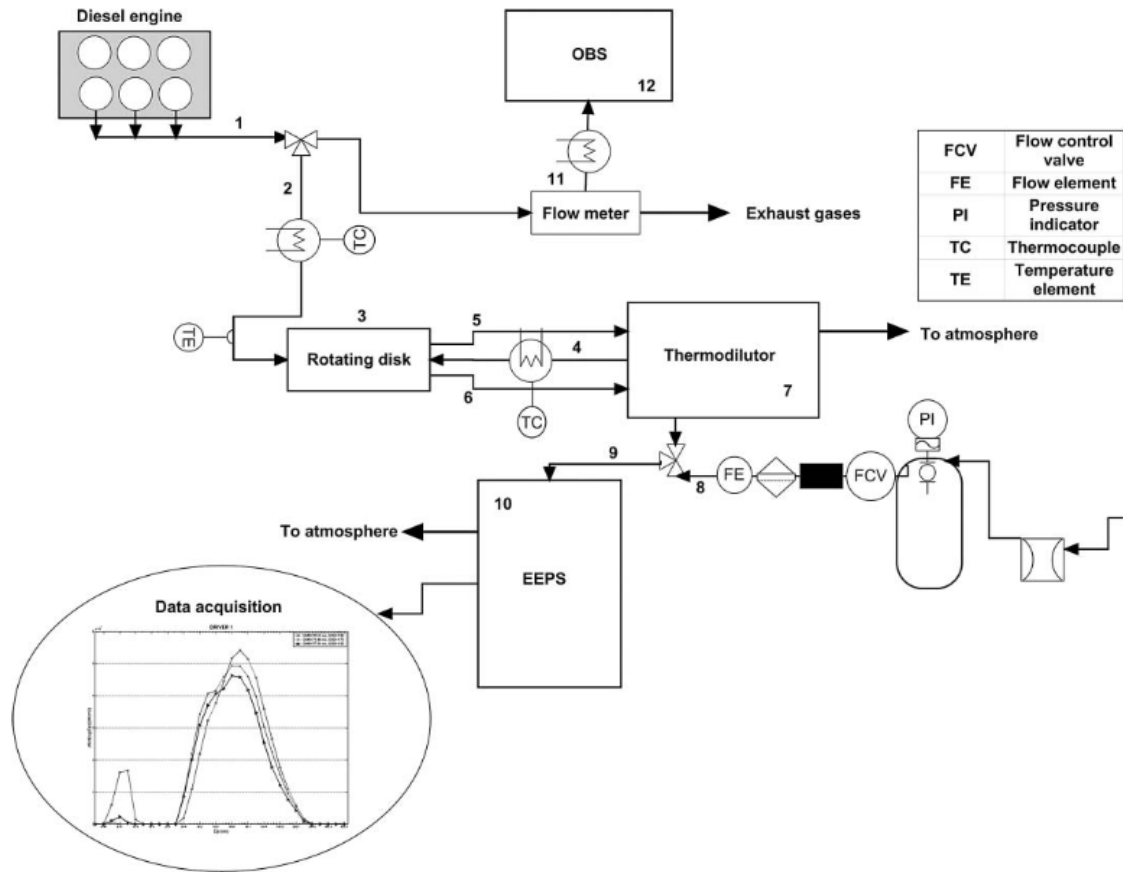 Diesel engine
OBS
12
1
2
11
Flow meter
Exhaust gases
FCV
Flow control
valve
FE
Flow element
PI
Pressure
indicator
TC
Thermocouple
TE
Temperature
element
TC
TE
3
Rotating disk
5
4
6
TC
Thermodilutor
7
To atmosphere
PI
FCV
FE
8
9
10
EEPS
To atmosphere
Data acquisition
DRIVER 1